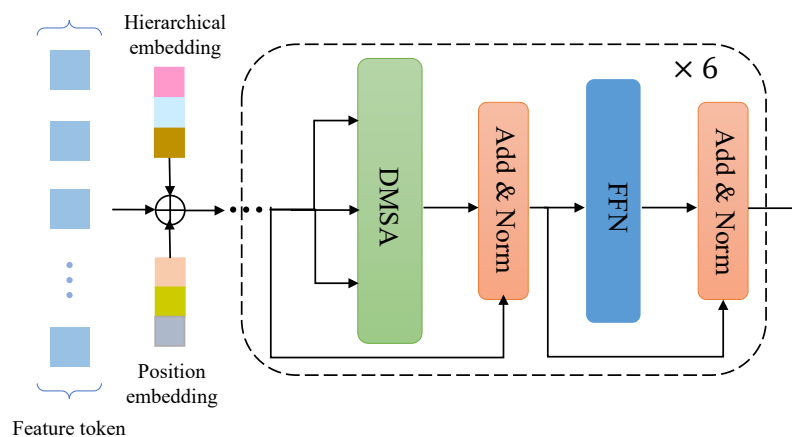 Hierarchical
embedding
× 6
DMSA
Add & Norm
FFN
Add & Norm
Position
embedding
Feature token